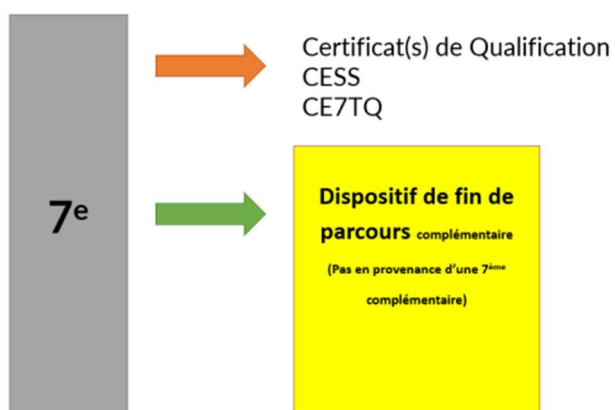 Certificat(s) de Qualification
CESS
CE7TQ
7e
Dispositif de fin de
parcours complémentaire
(Pas en provenance d'une 7ème
complémentaire)